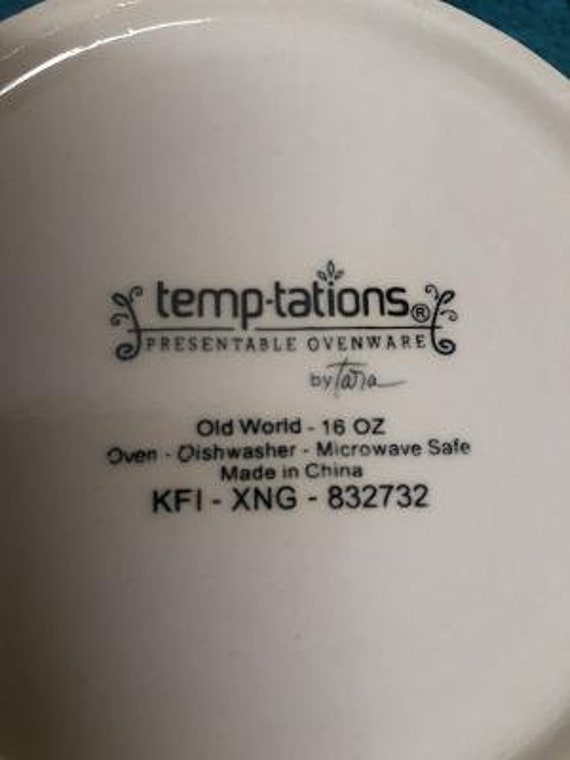 temp-tations®
PRESENTABLE OVENWARE
by Tara
Old World - 16 OZ
Oven - Dishwasher - Microwave Safe
Made in China
KFI - XNG - 832732